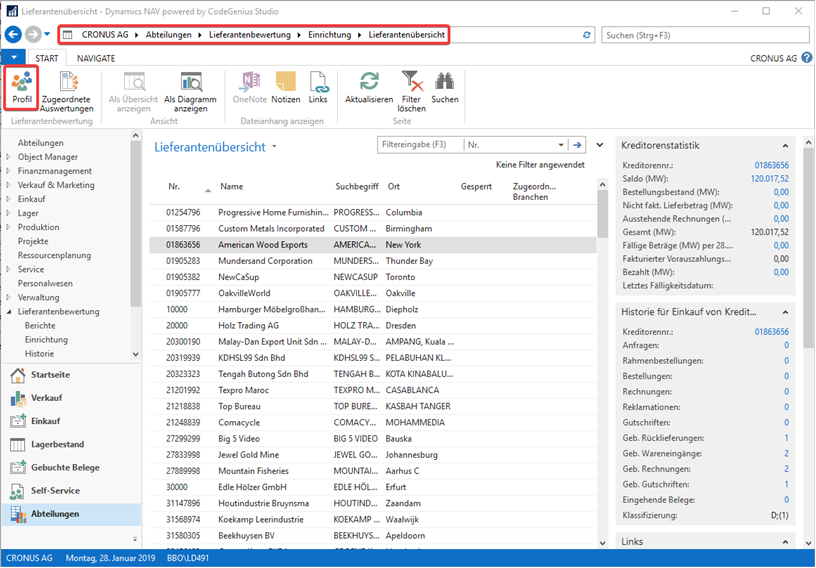 Lieferantenübersicht - Dynamics NAV powered by CodeGenius Studio
CRONUS AG Abteilungen Lieferantenbewertung Einrichtung Lieferantenübersicht
Suchen (Strg+F3)
START NAVIGATE CRONUS AG
Profil
Zugeordnete Auswertungen
Als Übersicht anzeigen
Als Diagramm anzeigen
OneNote
Notizen
Links
Aktualisieren
Filter löschen
Suchen
Lieferantenbewertung Ansicht Dateianhang anzeigen Seite
Abteilungen
Object Manager
Finanzmanagement
Verkauf & Marketing
Einkauf
Lager
Produktion
Projekte
Ressourcenplanung
Service
Personalwesen
Verwaltung
Lieferantenbewertung
Berichte
Einrichtung
Historie
Startseite
Verkauf
Einkauf
Lagerbestand
Gebuchte Belege
Self-Service
Abteilungen
Lieferantenübersicht
Filtereingabe (F3) Nr.
Keine Filter angewendet
Nr. Name Suchbegriff Ort Gesperrt Zugeordn... Branchen
01254796 Progressive Home Furnishin... PROGRESS... Columbia
01587796 Custom Metals Incorporated CUSTOM ... Birmingham
01863656 American Wood Exports AMERICA... New York
01905283 Mundersand Corporation MUNDERS... Thunder Bay
01905382 NewCaSup NEWCASUP Toronto
01905777 OakvilleWorld OAKVILLE... Oakville
10000 Hamburger Möbelgroßhan... HAMBURG... Diepholz
20000 Holz Trading AG HOLZ TRA... Dresden
20300190 Malay-Dan Export Unit Sdn ... MALAY-D... AMPANG, Kuala ...
20319939 KDHSL99 Sdn Bhd KDHSL99 ... PELABUHAN KL...
20323323 Tengah Butong Sdn Bhd TENGAH B... KOTA KINABALU...
21201992 Texpro Maroc TEXPRO M... CASABLANCA
21218838 Top Bureau TOP BURE... KASBAH TANGER
21248839 Comacycle COMACY... MOHAMMEDIA
27299299 Big 5 Video BIG 5 VIDEO Bauska
27833998 Jewel Gold Mine JEWEL GO... Johannesburg
27889998 Mountain Fisheries MOUNTAI... Aarhus C
30000 Edle Hölzer GmbH EDLE HÖL... Erfurt
31147896 Houtindustrie Bruynsma HOUTIND... Zaandam
31568974 Koekamp Leerindustrie KOEKAMP ... Waalwijk
31580305 Beekhuysen BV BEEKHUYS... Apeldoorn
Kreditorenstatistik
Kreditorennr.: 01863656
Saldo (MW): 120.017,52
Bestellungsbestand (MW): 0,00
Nicht fakt. Lieferbetrag (MW): 0,00
Ausstehende Rechnungen (... 0,00
Gesamt (MW): 120.017,52
Fällige Beträge (MW) per 28.... 0,00
Fakturierter Vorauszahlungs... 0,00
Bezahlt (MW): 0,00
Letztes Fälligkeitsdatum:
Historie für Einkauf von Kredit...
Kreditorennr.: 01863656
Anfragen: 0
Rahmenbestellungen: 0
Bestellungen: 0
Rechnungen: 0
Reklamationen: 0
Gutschriften: 0
Geb. Rücklieferungen: 1
Geb. Wareneingänge: 2
Geb. Rechnungen: 2
Geb. Gutschriften: 1
Eingehende Belege: 0
Klassifizierung: D;(1)
Links
CRONUS AG Montag, 28. Januar 2019 BBO\LD491